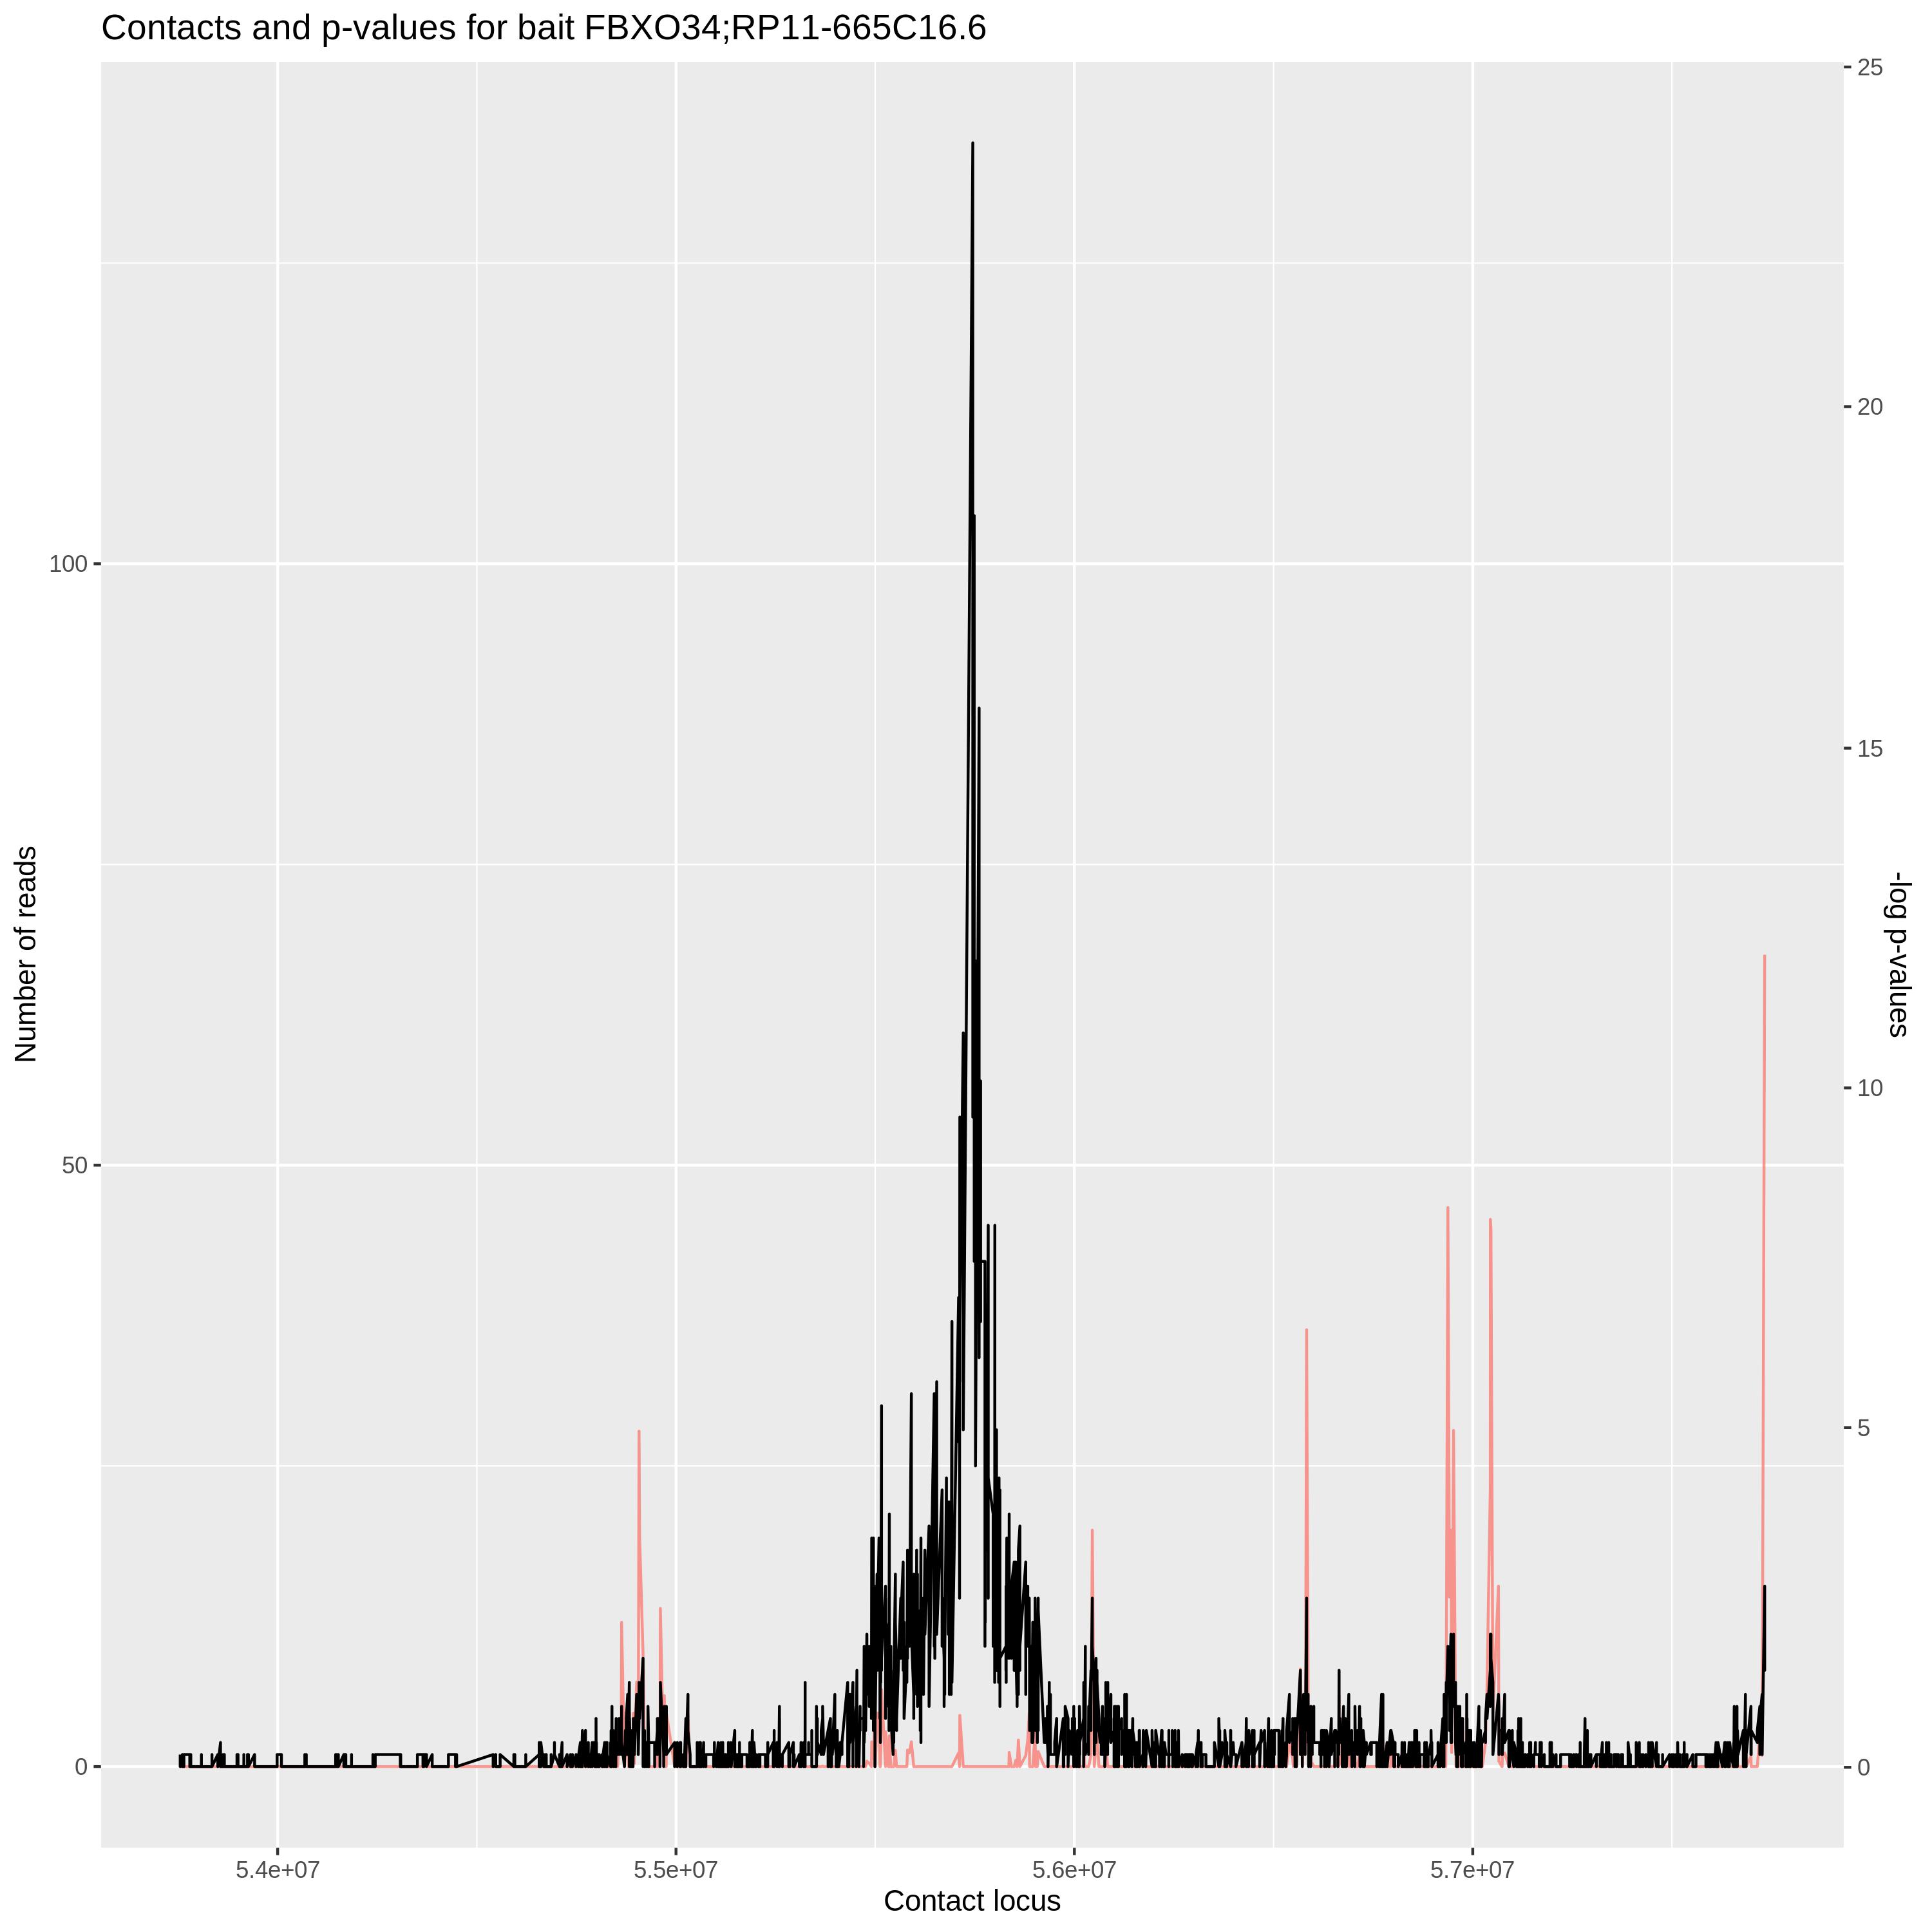 Contacts and p-values for bait FBXO34;RP11-665C16.6
25
20
100
15
Number of reads
-log p-values
10
50
5
0
0
5.4e+07
5.5e+07
5.6e+07
5.7e+07
Contact locus